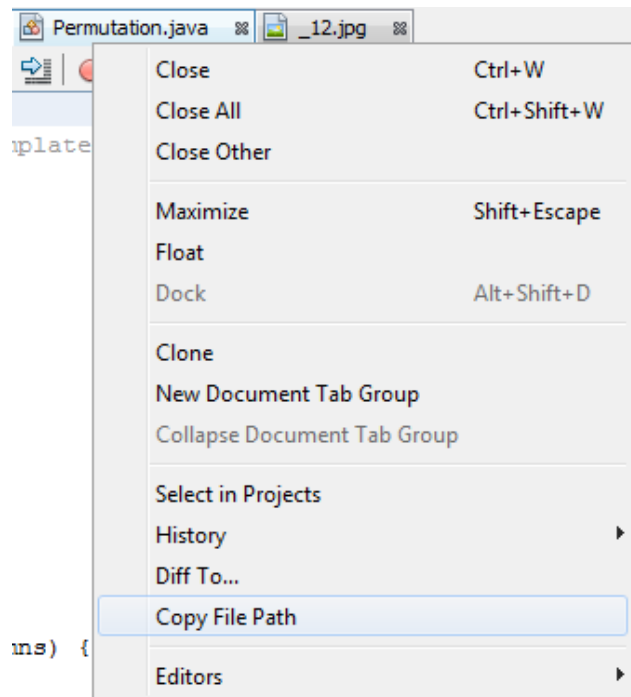 Permutation.java _12.jpg
Close Ctrl+W
Close All Ctrl+Shift+W
mplate
Close Other
Maximize Shift+Escape
Float
Dock Alt+Shift+D
Clone
New Document Tab Group
Collapse Document Tab Group
Select in Projects
History
Diff To...
Copy File Path
) {
Editors